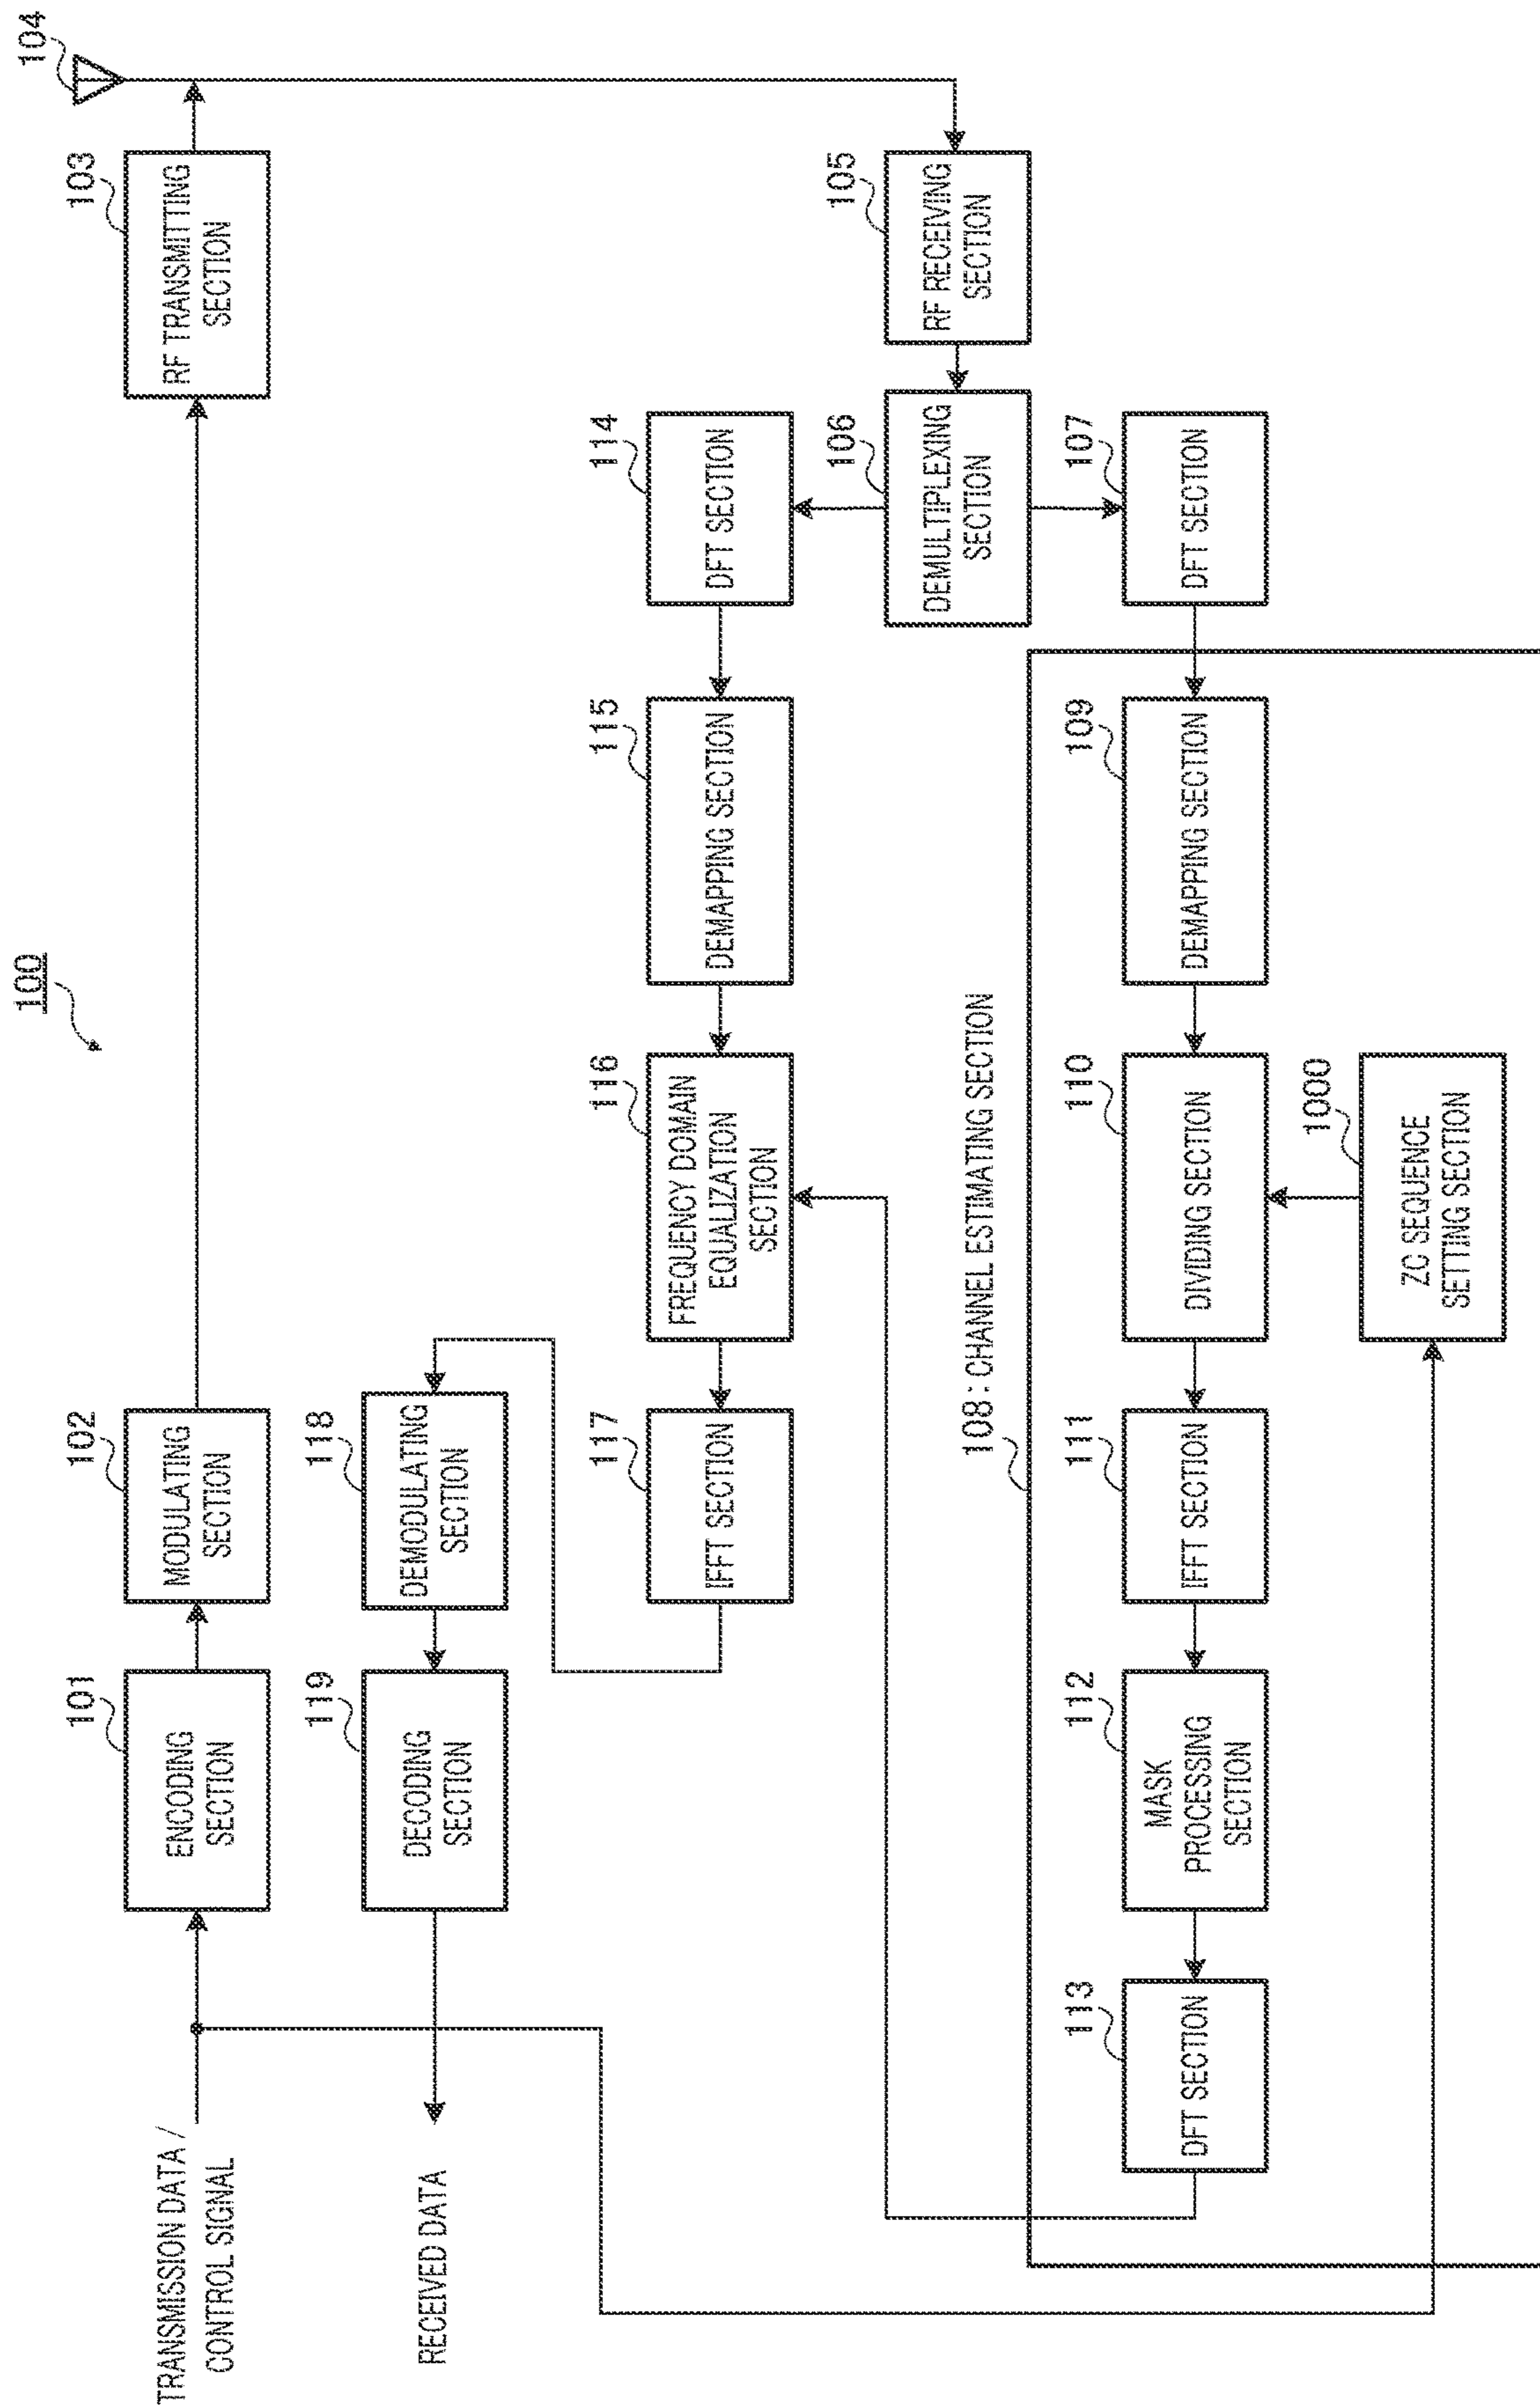 100
TRANSMISSION DATA /
CONTROL SIGNAL
101
ENCODING
SECTION
102
MODULATING
SECTION
103
RF TRANSMITTING
SECTION
104
RECEIVED DATA
119
DECODING
SECTION
118
DEMODULATING
SECTION
117
IFFT SECTION
116
FREQUENCY DOMAIN
EQUALIZATION
SECTION
115
DEMAPPING SECTION
114
DFT SECTION
106
DEMULTIPLEXING
SECTION
105
RF RECEIVING
SECTION
108 : CHANNEL ESTIMATING SECTION
113
DFT SECTION
112
MASK
PROCESSING
SECTION
111
IFFT SECTION
110
DIVIDING SECTION
109
DEMAPPING SECTION
107
DFT SECTION
1000
ZC SEQUENCE
SETTING SECTION